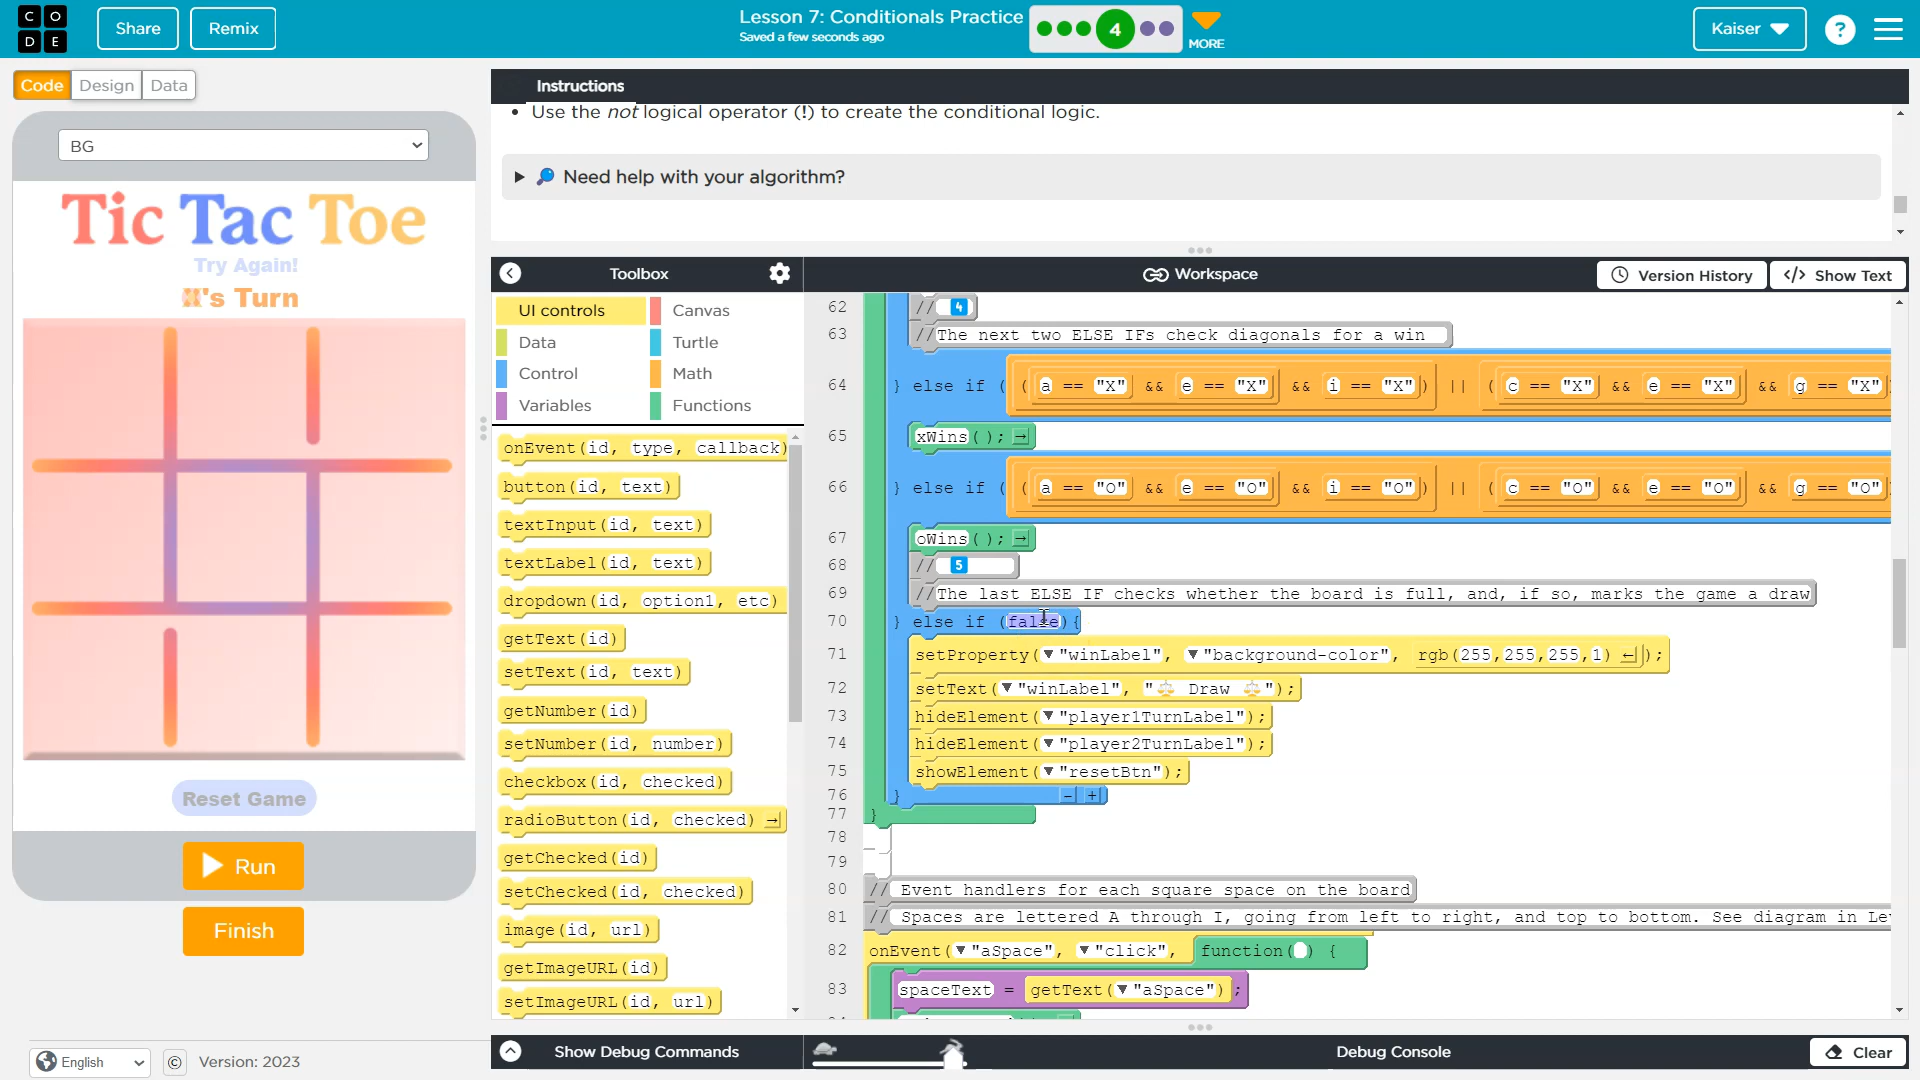 CO
DE
Share
Remix
Lesson 7: Conditionals Practice
Saved a few seconds ago
4
MORE
Kaiser
?
Code
Design
Data
Instructions
• Use the not logical operator (!) to create the conditional logic.
Need help with your algorithm?
BG
Tic Tac Toe
Try Again!
's Turn
Reset Game
Run
Finish
English
©
Version: 2023
Toolbox
UI controls
Canvas
Data
Turtle
Control
Math
Variables
Functions
onEvent(id, type, callback)
button(id, text)
textInput(id, text)
textLabel(id, text)
dropdown(id, option1, etc)
getText(id)
setText(id, text)
getNumber(id)
setNumber(id, number)
checkbox(id, checked)
radioButton(id, checked)
getChecked(id)
setChecked(id, checked)
image(id, url)
getImageURL(id)
setImageURL(id, url)
Workspace
Version History
</> Show Text
62 // 4
63 //The next two ELSE IFs check diagonals for a win
64 } else if ( ( a == "X" && e == "X" && i == "X") || ( c == "X" && e == "X" && g == "X"
65 xWins();
66 } else if ( ( a == "O" && e == "O" && i == "O") || ( c == "O" && e == "O" && g == "O"
67 oWins();
68 // 5
69 //The last ELSE IF checks whether the board is full, and, if so, marks the game a draw
70 } else if (false){
71 setProperty("winLabel", "background-color", rgb(255,255,255,1));
72 setText("winLabel", "⚖️ Draw ⚖️");
73 hideElement("player1TurnLabel");
74 hideElement("player2TurnLabel");
75 showElement("resetBtn");
76 } - +
77 }
78
79
80 // Event handlers for each square space on the board
81 // Spaces are lettered A through I, going from left to right, and top to bottom. See diagram in Le
82 onEvent("aSpace", "click", function() {
83 spaceText = getText("aSpace");
Show Debug Commands
Debug Console
Clear